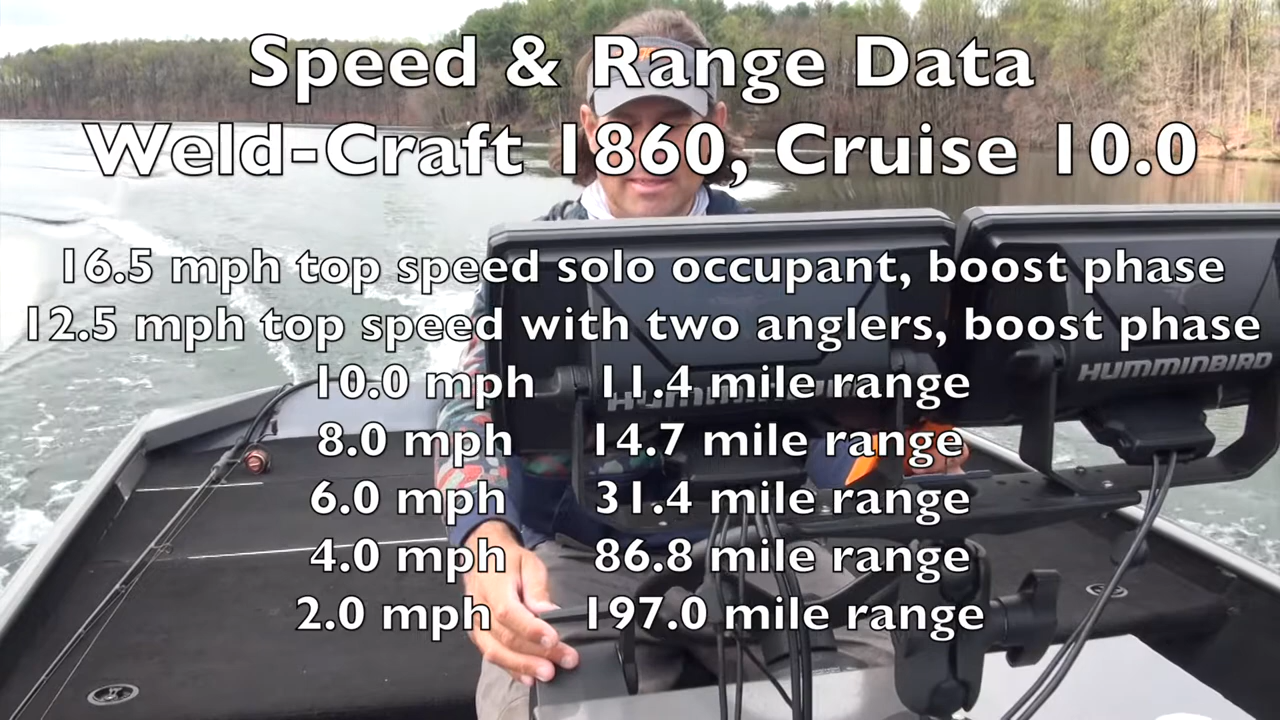 Speed & Range Data
Weld-Craft 1860, Cruise 10.0
16.5 mph top speed solo occupant, boost phase
12.5 mph top speed with two anglers, boost phase
10.0 mph 11.4 mile range
8.0 mph 14.7 mile range
6.0 mph 31.4 mile range
4.0 mph 86.8 mile range
2.0 mph 197.0 mile range
HUMMINBIRD
HUMMINBIRD